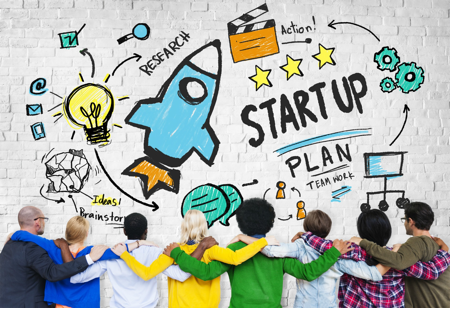 RESEARCH
Action!
START UP
PLAN
TEAM WORK
Ideas!
Brainstorm